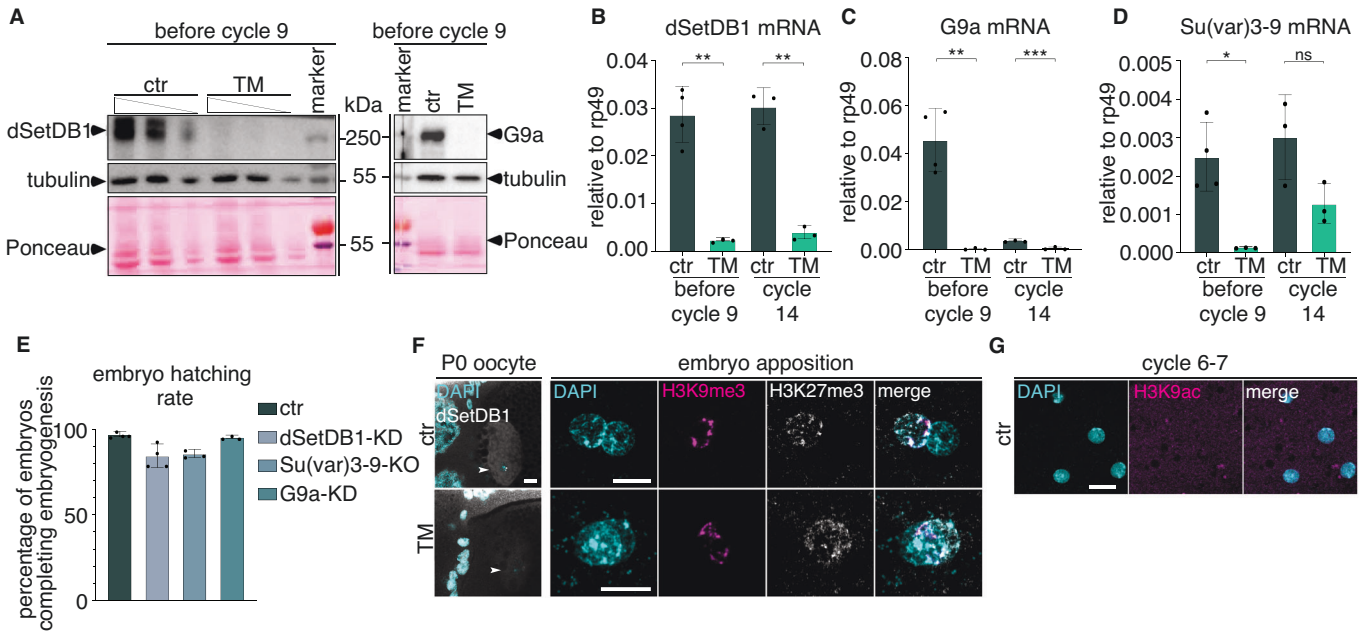 A
before cycle 9
before cycle 9
ctr
TM
marker
kDa
marker
ctr
TM
dSetDB1
250
G9a
tubulin
55
tubulin
Ponceau
55
Ponceau
B
dSetDB1 mRNA
relative to rp49
0.04
0.03
0.02
0.01
0.00
**
**
ctr
TM
ctr
TM
before
cycle 9
cycle
14
C
G9a mRNA
relative to rp49
0.08
0.06
0.04
0.02
0.00
**
***
ctr
TM
ctr
TM
before
cycle 9
cycle
14
D
Su(var)3-9 mRNA
relative to rp49
0.005
0.004
0.003
0.002
0.001
0.000
*
ns
ctr
TM
ctr
TM
before
cycle 9
cycle
14
E
embryo hatching
rate
percentage of embryos
completing embryogenesis
100
50
0
ctr
dSetDB1-KD
Su(var)3-9-KO
G9a-KD
F
P0 oocyte
embryo apposition
DAPI
dSetDB1
DAPI
H3K9me3
H3K27me3
merge
ctr
TM
G
cycle 6-7
DAPI
H3K9ac
merge
ctr